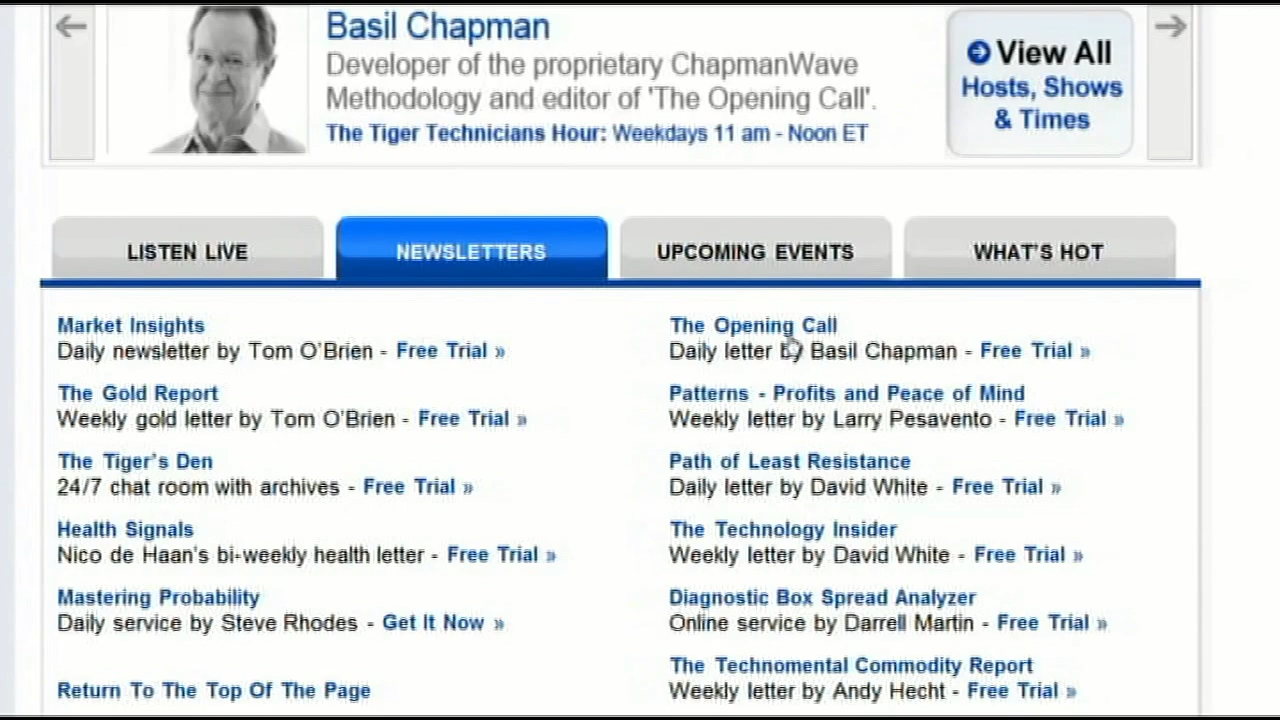 Basil Chapman
Developer of the proprietary ChapmanWave
Methodology and editor of 'The Opening Call'.
The Tiger Technicians Hour: Weekdays 11 am - Noon ET
View All
Hosts, Shows
& Times
LISTEN LIVE
NEWSLETTERS
UPCOMING EVENTS
WHAT'S HOT
Market Insights
Daily newsletter by Tom O'Brien - Free Trial »
The Gold Report
Weekly gold letter by Tom O'Brien - Free Trial »
The Tiger's Den
24/7 chat room with archives - Free Trial »
Health Signals
Nico de Haan's bi-weekly health letter - Free Trial »
Mastering Probability
Daily service by Steve Rhodes - Get It Now »
Return To The Top Of The Page
The Opening Call
Daily letter by Basil Chapman - Free Trial »
Patterns - Profits and Peace of Mind
Weekly letter by Larry Pesavento - Free Trial »
Path of Least Resistance
Daily letter by David White - Free Trial »
The Technology Insider
Weekly letter by David White - Free Trial »
Diagnostic Box Spread Analyzer
Online service by Darrell Martin - Free Trial »
The Technomental Commodity Report
Weekly letter by Andy Hecht - Free Trial »